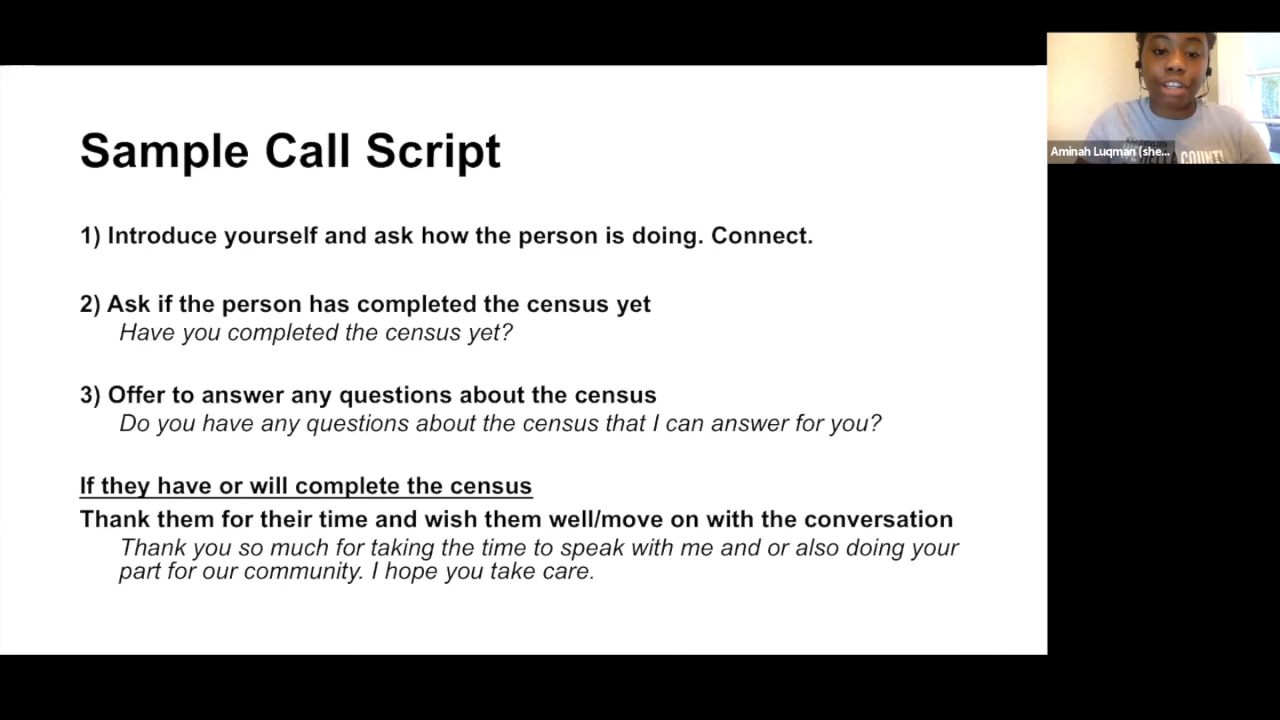 Sample Call Script
1) Introduce yourself and ask how the person is doing. Connect.
2) Ask if the person has completed the census yet
Have you completed the census yet?
3) Offer to answer any questions about the census
Do you have any questions about the census that I can answer for you?
If they have or will complete the census
Thank them for their time and wish them well/move on with the conversation
Thank you so much for taking the time to speak with me and or also doing your
part for our community. I hope you take care.
Aminah Luqman (she...
COUNT!